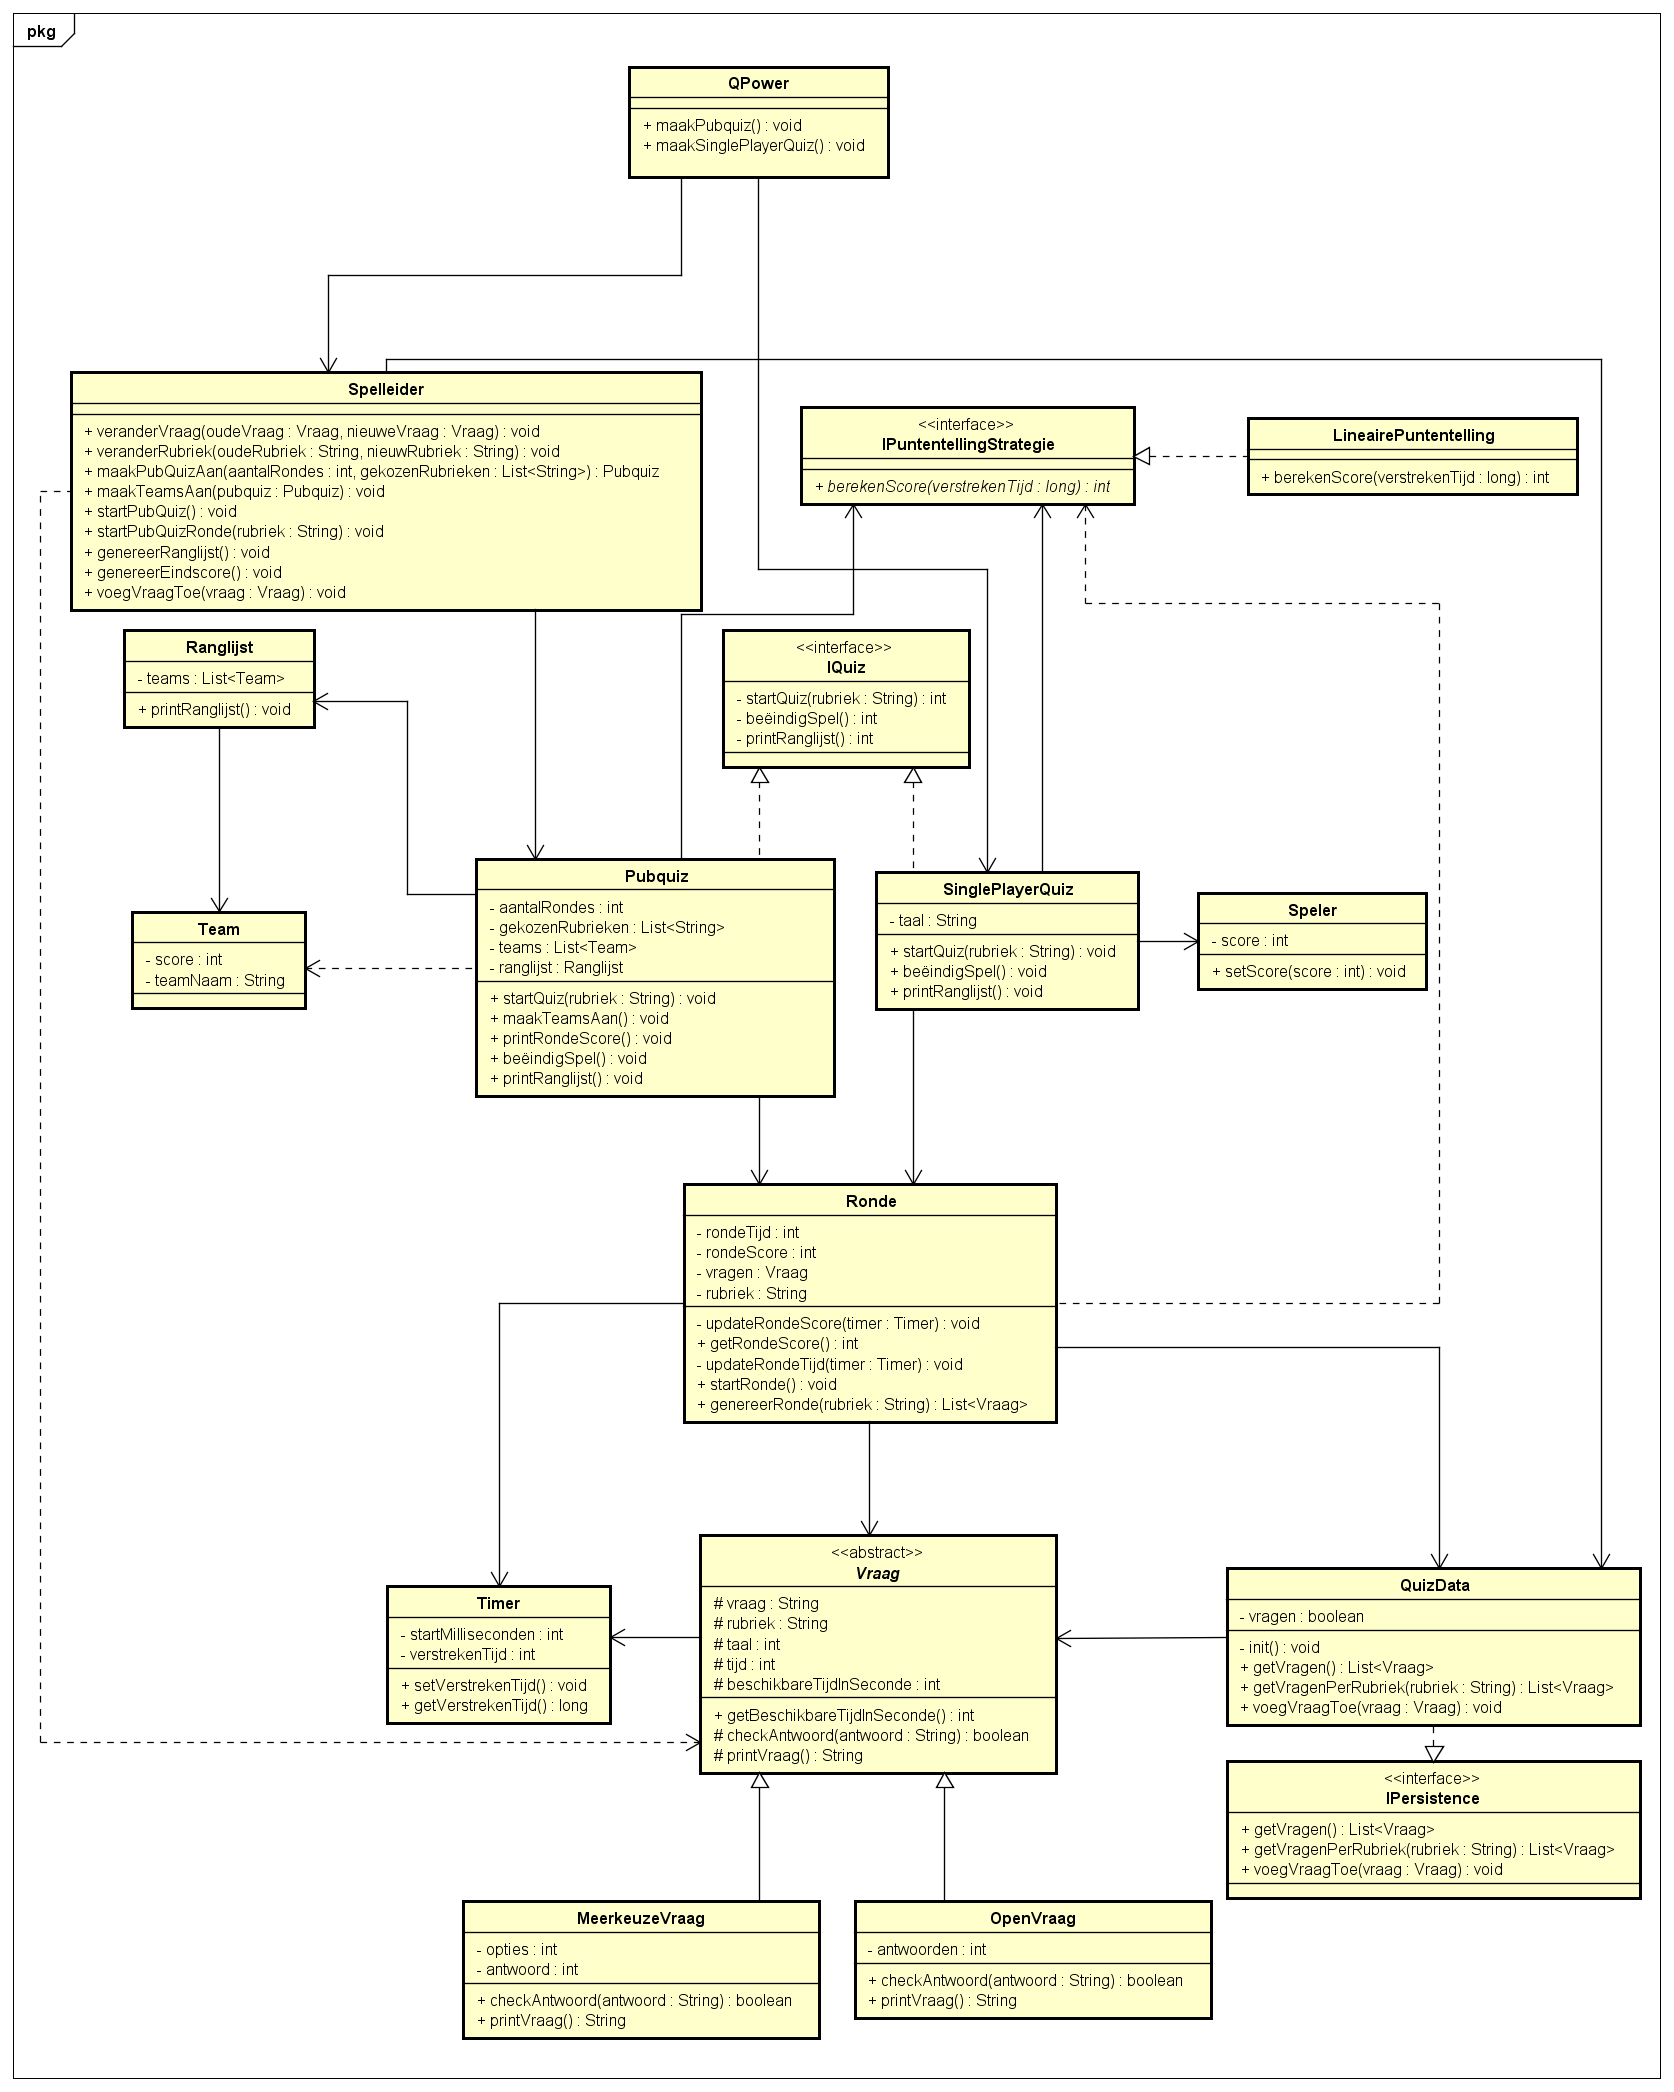 pkg
QPower
+ maakPubquiz() : void
+ maakSinglePlayerQuiz() : void
Spelleider
+ veranderVraag(oudeVraag : Vraag, nieuweVraag : Vraag) : void
+ veranderRubriek(oudeRubriek : String, nieuwRubriek : String) : void
+ maakPubQuizAan(aantalRondes : int, gekozenRubrieken : List<String>) : Pubquiz
+ maakTeamsAan(pubquiz : Pubquiz) : void
+ startPubQuiz() : void
+ startPubQuizRonde(rubriek : String) : void
+ genereerRanglijst() : void
+ genereerEindscore() : void
+ voegVraagToe(vraag : Vraag) : void
<<interface>>
IPuntentellingStrategie
+ berekenScore(verstrekenTijd : long) : int
LineairePuntentelling
+ berekenScore(verstrekenTijd : long) : int
Ranglijst
- teams : List<Team>
+ printRanglijst() : void
<<interface>>
IQuiz
- startQuiz(rubriek : String) : int
- beëindigSpel() : int
- printRanglijst() : int
Team
- score : int
- teamNaam : String
Pubquiz
- aantalRondes : int
- gekozenRubrieken : List<String>
- teams : List<Team>
- ranglijst : Ranglijst
+ startQuiz(rubriek : String) : void
+ maakTeamsAan() : void
+ printRondeScore() : void
+ beëindigSpel() : void
+ printRanglijst() : void
SinglePlayerQuiz
- taal : String
+ startQuiz(rubriek : String) : void
+ beëindigSpel() : void
+ printRanglijst() : void
Speler
- score : int
+ setScore(score : int) : void
Ronde
- rondeTijd : int
- rondeScore : int
- vragen : Vraag
- rubriek : String
- updateRondeScore(timer : Timer) : void
+ getRondeScore() : int
- updateRondeTijd(timer : Timer) : void
+ startRonde() : void
+ genereerRonde(rubriek : String) : List<Vraag>
Timer
- startMilliseconden : int
- verstrekenTijd : int
+ setVerstrekenTijd() : void
+ getVerstrekenTijd() : long
<<abstract>>
Vraag
# vraag : String
# rubriek : String
# taal : int
# tijd : int
# beschikbareTijdInSeconde : int
+ getBeschikbareTijdInSeconde() : int
# checkAntwoord(antwoord : String) : boolean
# printVraag() : String
QuizData
- vragen : boolean
- init() : void
+ getVragen() : List<Vraag>
+ getVragenPerRubriek(rubriek : String) : List<Vraag>
+ voegVraagToe(vraag : Vraag) : void
<<interface>>
IPersistence
+ getVragen() : List<Vraag>
+ getVragenPerRubriek(rubriek : String) : List<Vraag>
+ voegVraagToe(vraag : Vraag) : void
MeerkeuzeVraag
- opties : int
- antwoord : int
+ checkAntwoord(antwoord : String) : boolean
+ printVraag() : String
OpenVraag
- antwoorden : int
+ checkAntwoord(antwoord : String) : boolean
+ printVraag() : String